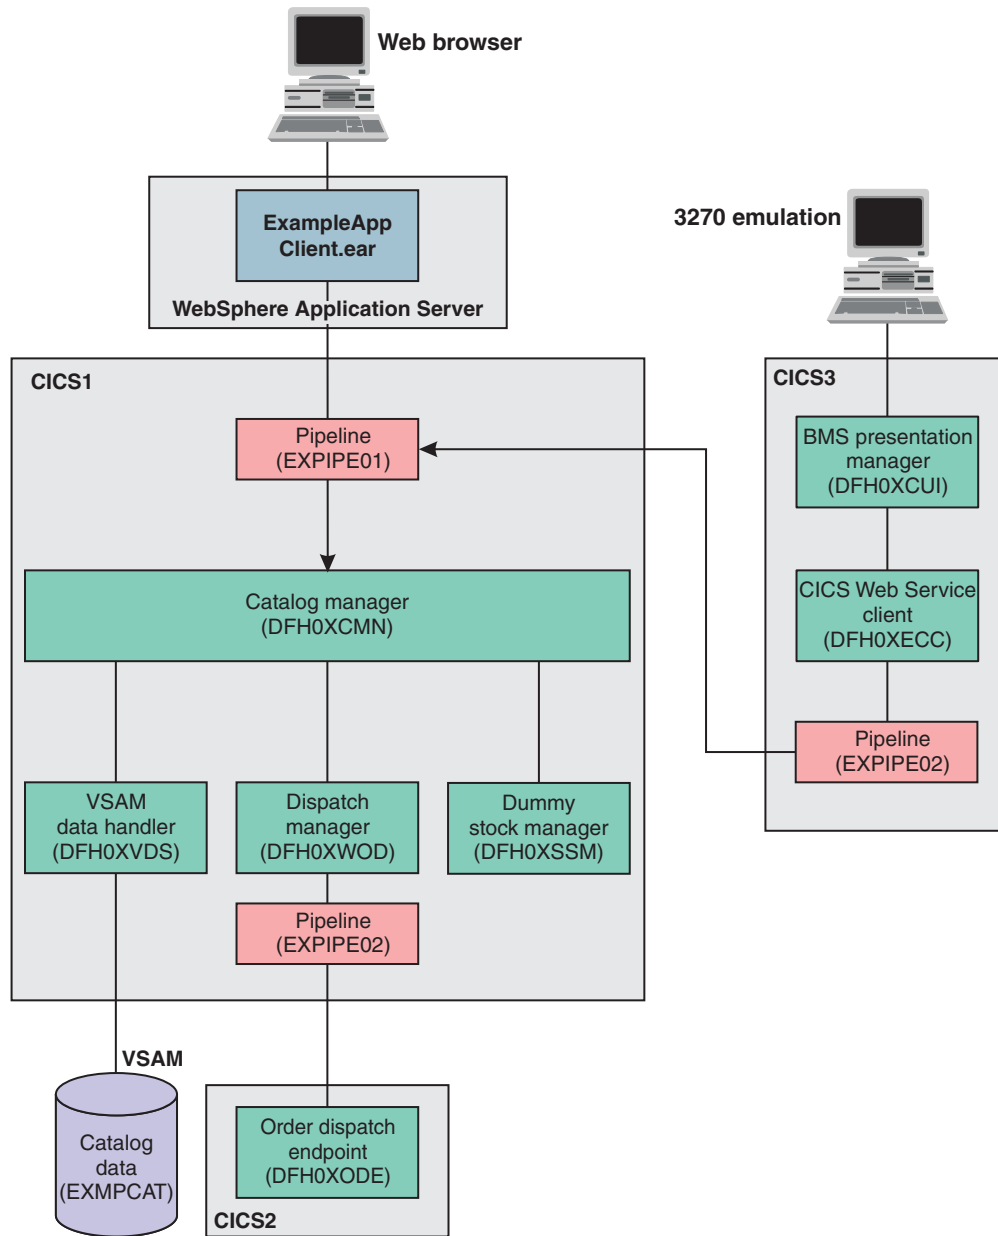 Web browser
ExampleApp
Client.ear
WebSphere Application Server
3270 emulation
CICS1
Pipeline
(EXPIPE01)
Catalog manager
(DFH0XCMN)
VSAM
data handler
(DFH0XVDS)
Dispatch
manager
(DFH0XWOD)
Dummy
stock manager
(DFH0XSSM)
Pipeline
(EXPIPE02)
CICS3
BMS presentation
manager
(DFH0XCUI)
CICS Web Service
client
(DFH0XECC)
Pipeline
(EXPIPE02)
VSAM
Catalog
data
(EXMPCAT)
Order dispatch
endpoint
(DFH0XODE)
CICS2